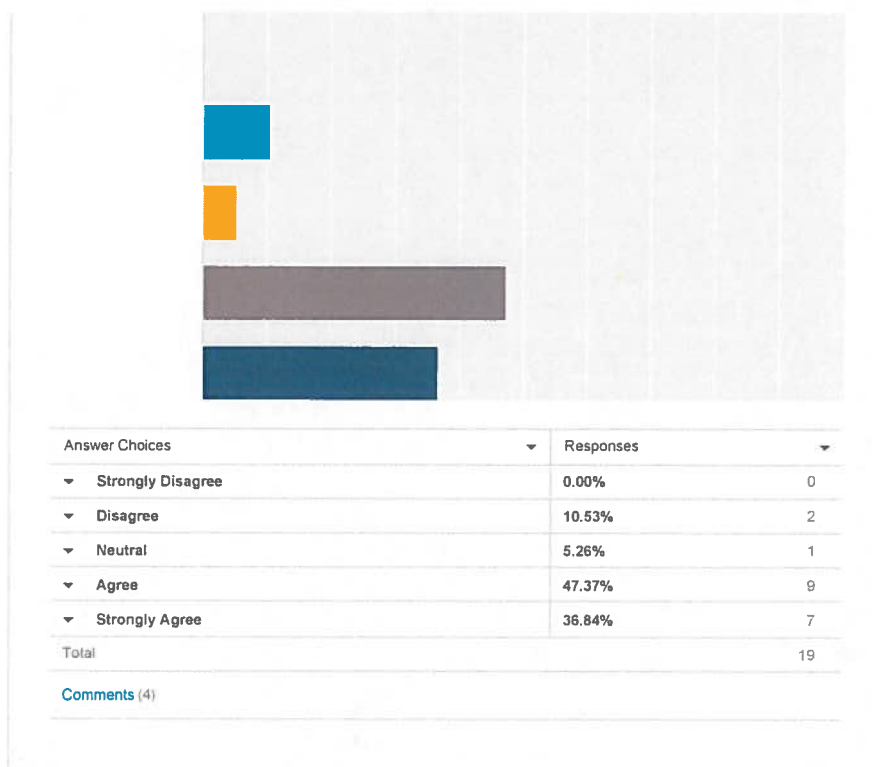 Answer Choices Responses
Strongly Disagree 0.00% 0
Disagree 10.53% 2
Neutral 5.26% 1
Agree 47.37% 9
Strongly Agree 36.84% 7
Total 19
Comments (4)